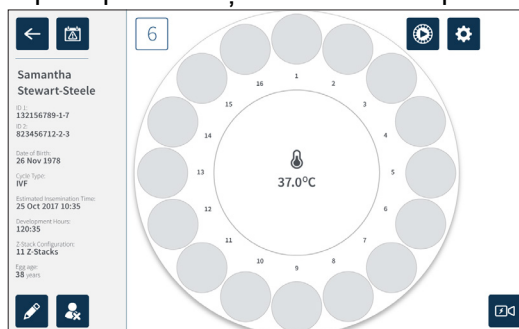 6
Samantha
Stewart-Steele
ID 1:
132156789-1-7
ID 2:
823456712-2-3
Date of Birth:
26 Nov 1978
Cycle Type:
IVF
Estimated Insemination Time:
25 Oct 2017 10:35
Development Hours:
120:35
Z-Stack Configuration:
11 Z-Stacks
Egg age:
38 years
1
2
3
4
5
6
7
8
9
10
11
12
13
14
15
16
37.0°C